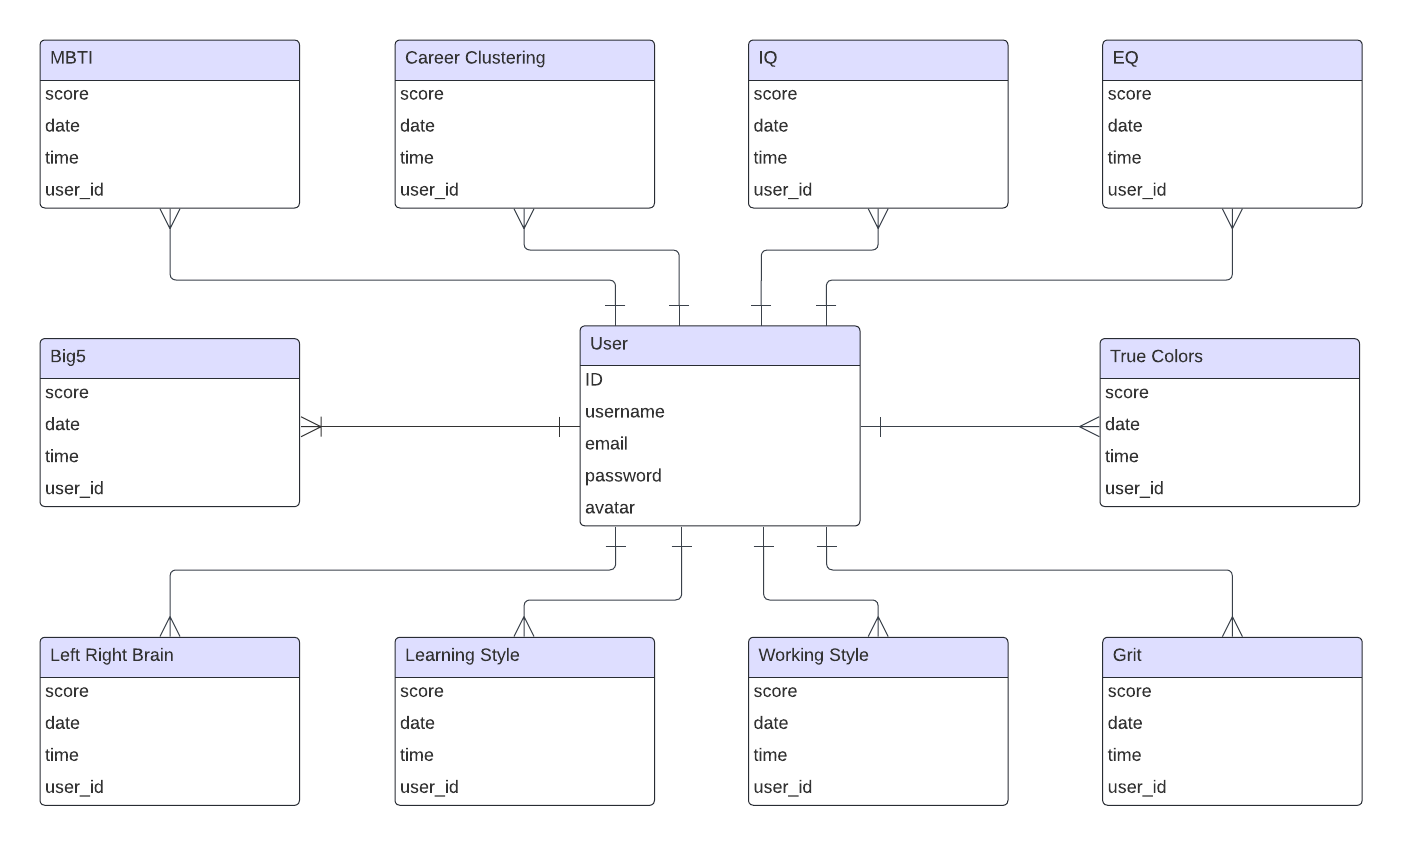 MBTI
score
date
time
user_id
Career Clustering
score
date
time
user_id
IQ
score
date
time
user_id
EQ
score
date
time
user_id
Big5
score
date
time
user_id
User
ID
username
email
password
avatar
True Colors
score
date
time
user_id
Left Right Brain
score
date
time
user_id
Learning Style
score
date
time
user_id
Working Style
score
date
time
user_id
Grit
score
date
time
user_id